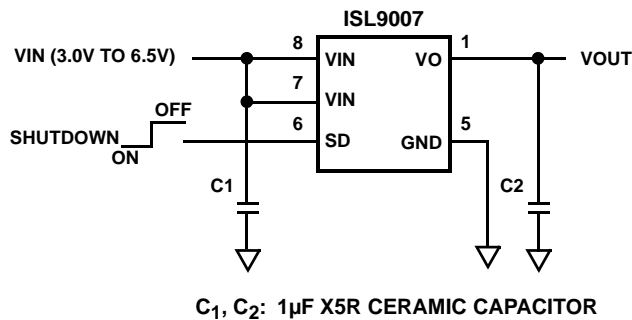 ISL9007
VIN (3.0V TO 6.5V)
8
VIN
VO
1
VOUT
7
VIN
OFF
SHUTDOWN
ON
6
SD
GND
5
C1
C2
C1, C2: 1µF X5R CERAMIC CAPACITOR